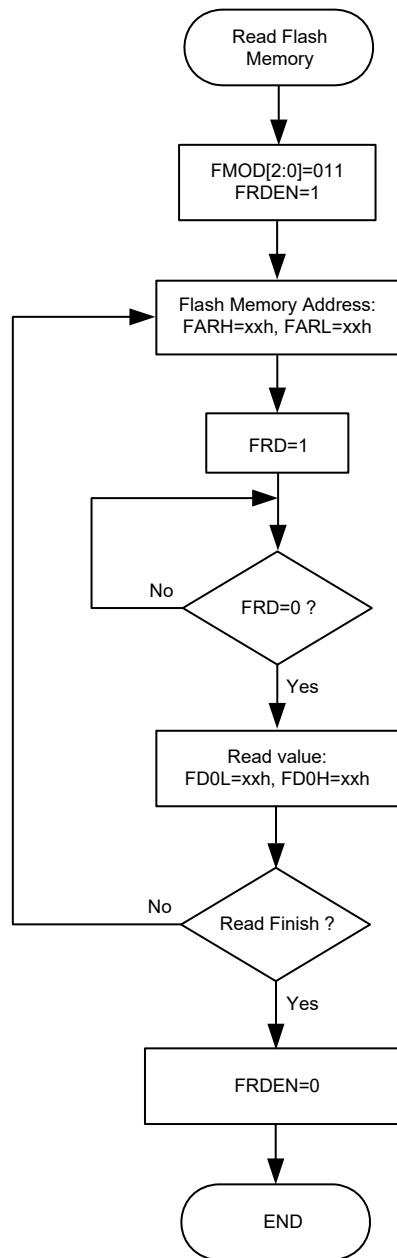 Read Flash
Memory
FMOD[2:0]=011
FRDEN=1
Flash Memory Address:
FARH=xxh, FARL=xxh
FRD=1
No
FRD=0 ?
Yes
Read value:
FD0L=xxh, FD0H=xxh
No
Read Finish ?
Yes
FRDEN=0
END